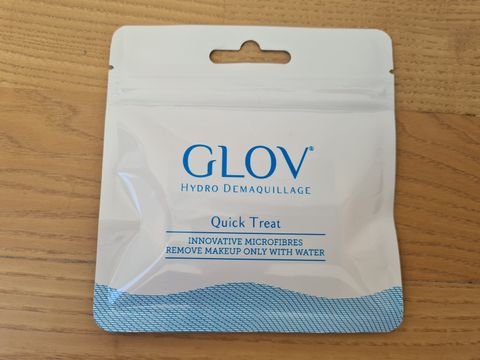 GLOV®
HYDRO DEMAQUILLAGE
Quick Treat
INNOVATIVE MICROFIBRES
REMOVE MAKEUP ONLY WITH WATER